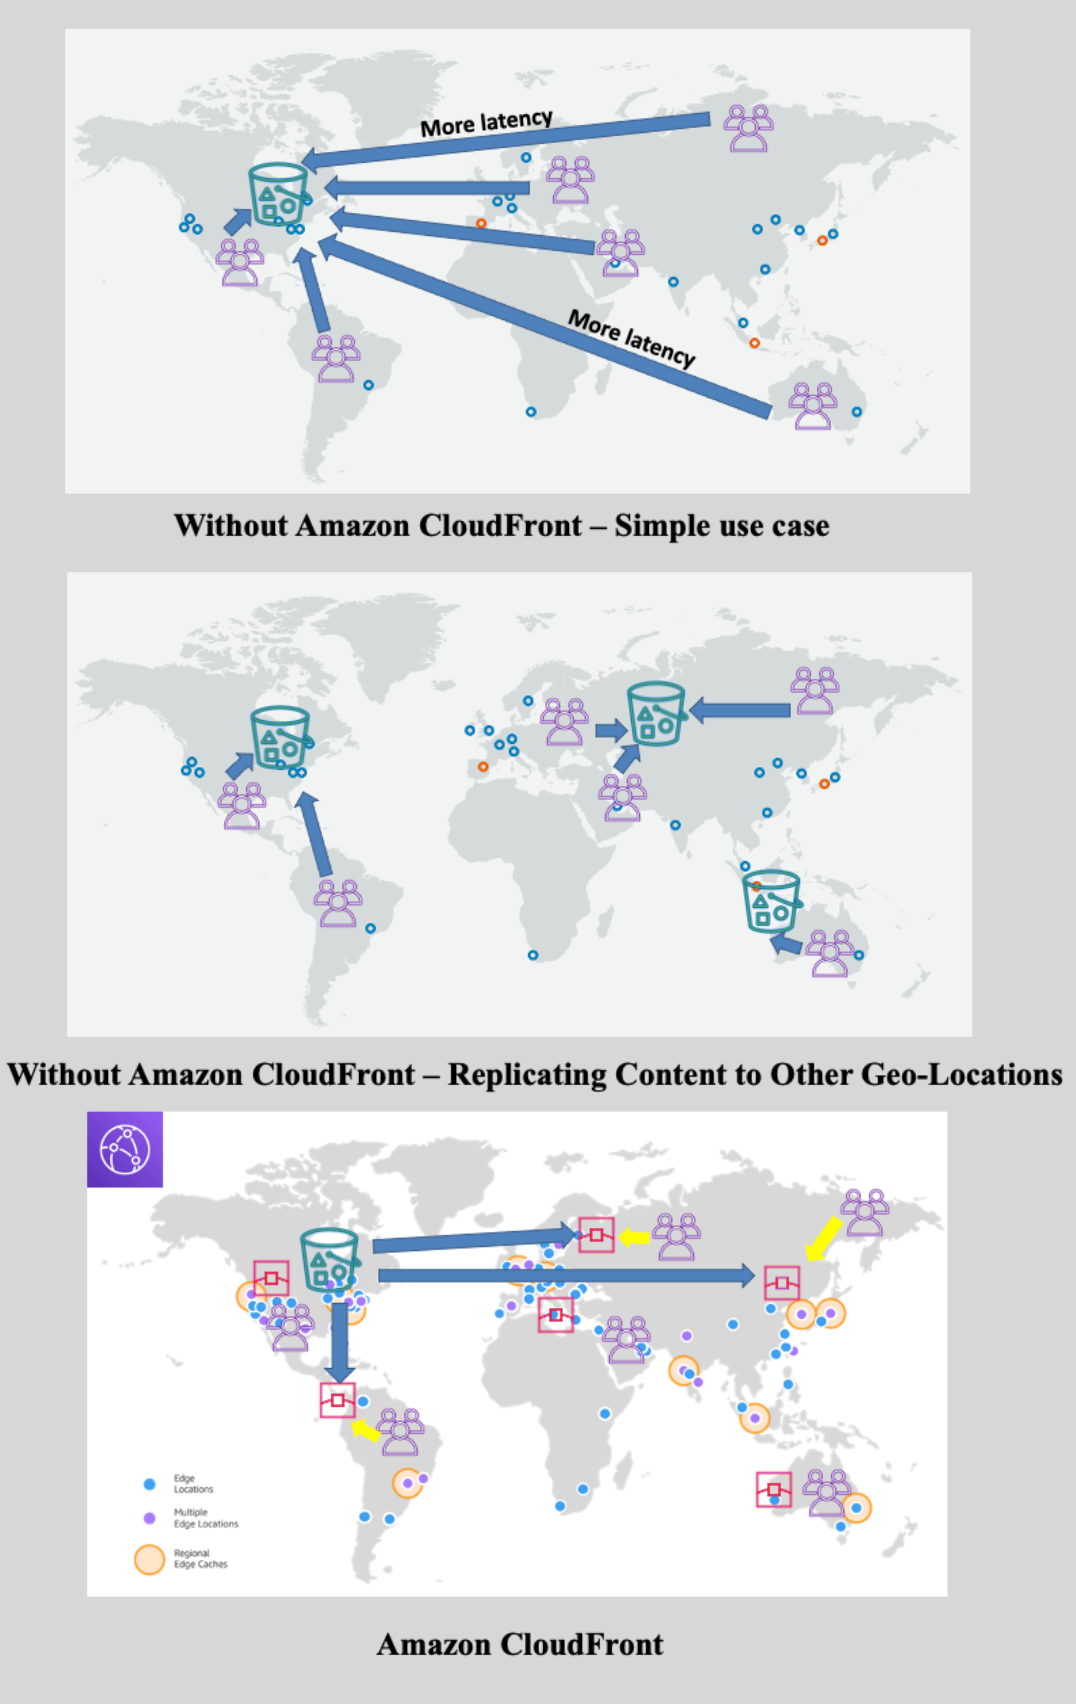 More latency
More latency
Without Amazon CloudFront – Simple use case
Without Amazon CloudFront – Replicating Content to Other Geo-Locations
Edge
Locations
Multiple
Edge Locations
Regional
Edge Caches
Amazon CloudFront